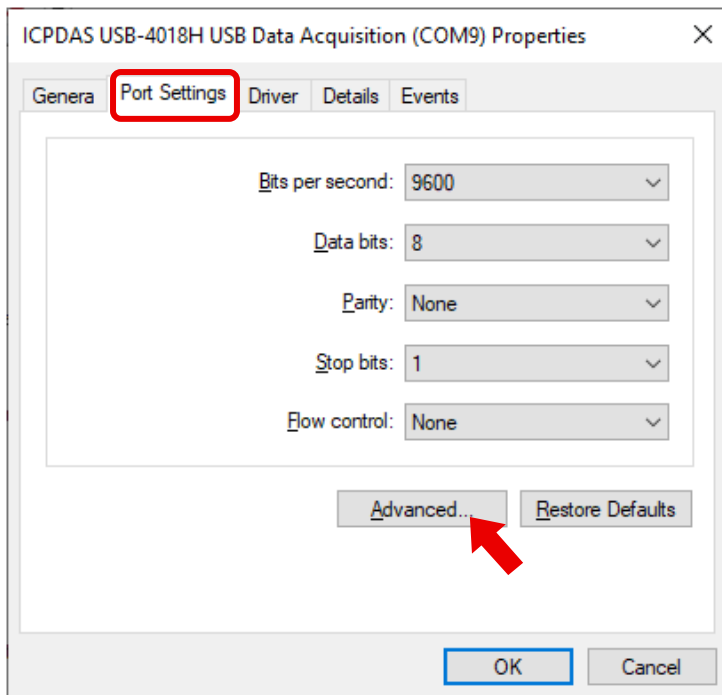 ICPDAS USB-4018H USB Data Acquisition (COM9) Properties
Genera Port Settings Driver Details Events
Bits per second: 9600
Data bits: 8
Parity: None
Stop bits: 1
Flow control: None
Advanced... Restore Defaults
OK Cancel